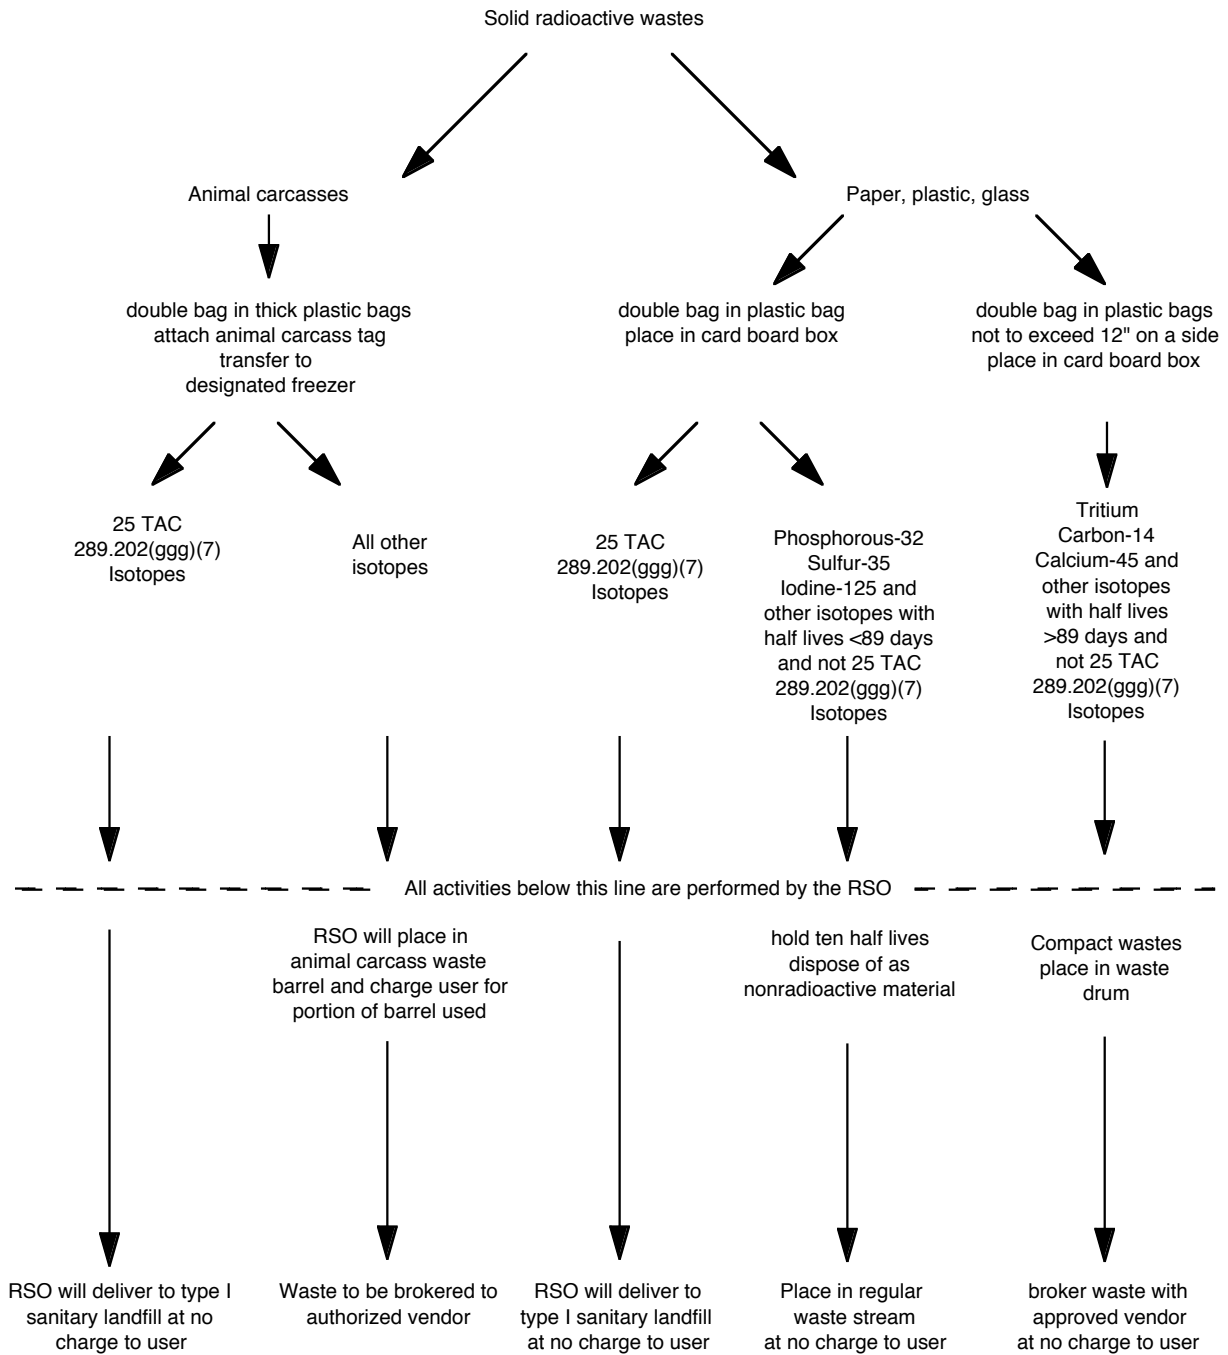 Solid radioactive wastes
Animal carcasses
Paper, plastic, glass
double bag in thick plastic bags
attach animal carcass tag
transfer to
designated freezer
double bag in plastic bag
place in card board box
double bag in plastic bags
not to exceed 12" on a side
place in card board box
25 TAC
289.202(ggg)(7)
Isotopes
All other
isotopes
25 TAC
289.202(ggg)(7)
Isotopes
Phosphorous-32
Sulfur-35
Iodine-125 and
other isotopes with
half lives <89 days
and not 25 TAC
289.202(ggg)(7)
Isotopes
Tritium
Carbon-14
Calcium-45 and
other isotopes
with half lives
>89 days and
not 25 TAC
289.202(ggg)(7)
Isotopes
All activities below this line are performed by the RSO
RSO will place in
animal carcass waste
barrel and charge user for
portion of barrel used
hold ten half lives
dispose of as
nonradioactive material
Compact wastes
place in waste
drum
RSO will deliver to type I
sanitary landfill at no
charge to user
Waste to be brokered to
authorized vendor
RSO will deliver to
type I sanitary landfill
at no charge to user
Place in regular
waste stream
at no charge to user
broker waste with
approved vendor
at no charge to user